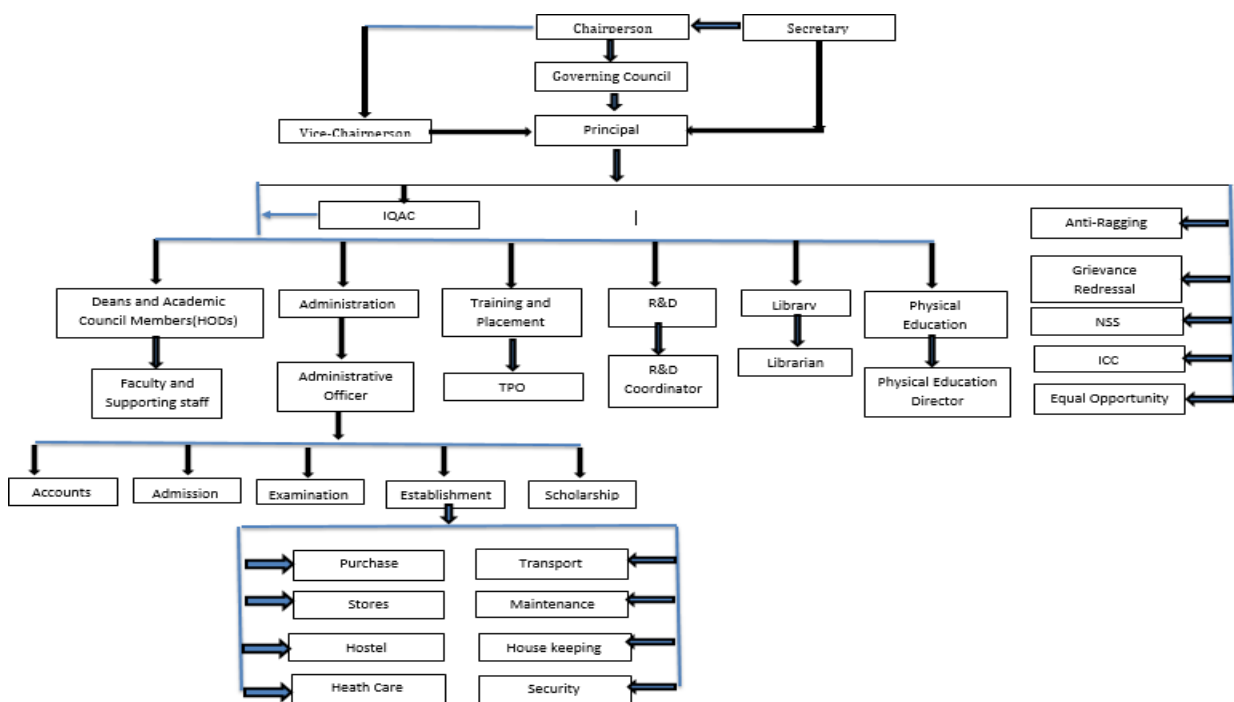 Chairperson
Secretary
Governing Council
Vice-Chairperson
Principal
IQAC
Anti-Ragging
Grievance
Redressal
NSS
ICC
Equal Opportunity
Deans and Academic
Council Members(HODs)
Administration
Training and
Placement
R&D
Library
Physical
Education
Faculty and
Supporting staff
Administrative
Officer
TPO
R&D
Coordinator
Librarian
Physical Education
Director
Accounts
Admission
Examination
Establishment
Scholarship
Purchase
Transport
Stores
Maintenance
Hostel
House keeping
Heath Care
Security